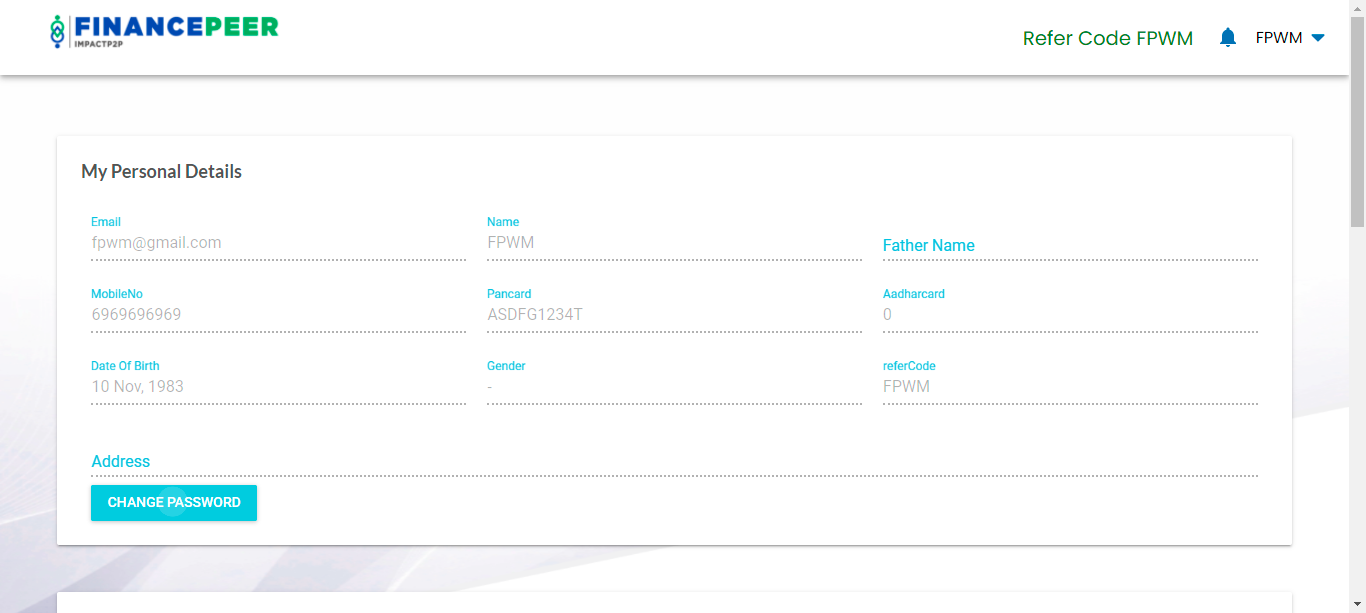 FINANCEPEER
IMPACTP2P
Refer Code FPWM
FPWM
My Personal Details
Email
fpwm@gmail.com
Name
FPWM
Father Name
MobileNo
6969696969
Pancard
ASDFG1234T
Aadharcard
0
Date Of Birth
10 Nov, 1983
Gender
-
referCode
FPWM
Address
CHANGE PASSWORD